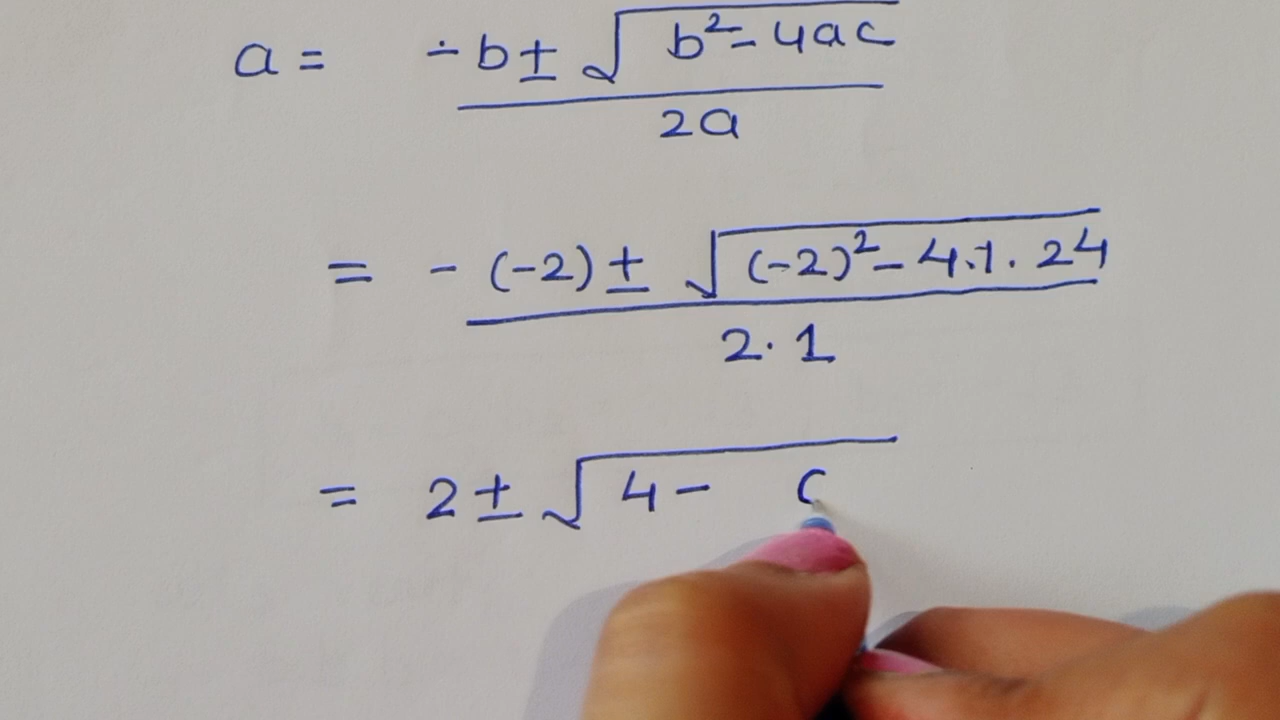 a = -b ± √b² - 4ac
2a
= - (-2) ± √(-2)² - 4.1. 24
2. 1
= 2 ± √4 -